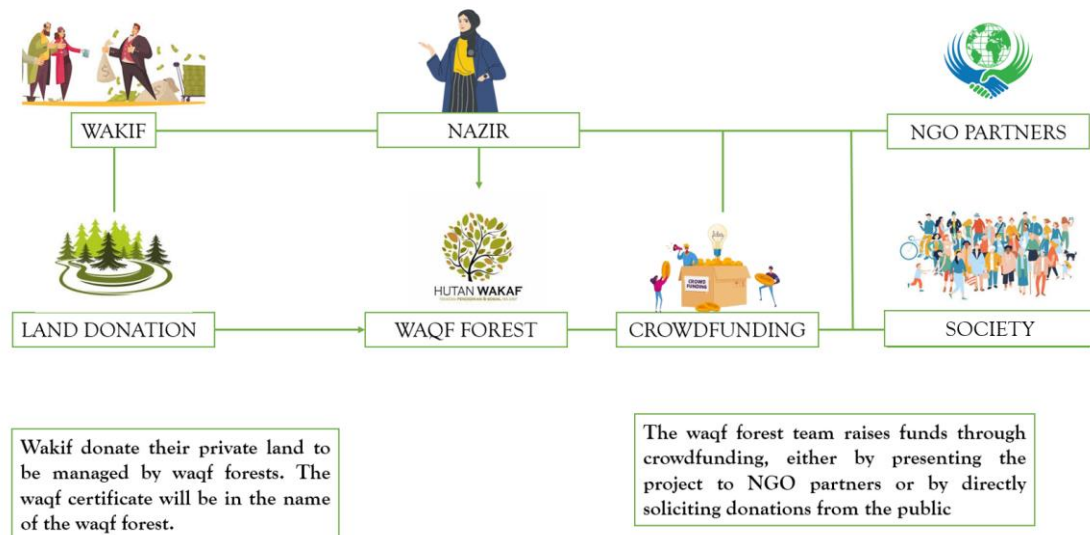 WAKIF
NAZIR
NGO PARTNERS
HUTAN WAKAF
CROWD
FUNDING
LAND DONATION
WAQF FOREST
CROWDFUNDING
SOCIETY
Wakif donate their private land to
be managed by waqf forests. The
waqf certificate will be in the name
of the waqf forest.
The waqf forest team raises funds through
crowdfunding, either by presenting the
project to NGO partners or by directly
soliciting donations from the public